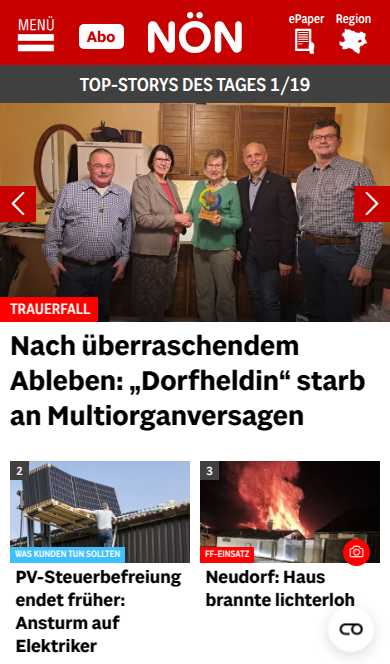 MENÜ
Abo
NÖN
ePaper
Region
TOP-STORYS DES TAGES 1/19
TRAUERFALL
Nach überraschendem
Ableben: „Dorfheldin“ starb
an Multiorganversagen
2
WAS KUNDEN TUN SOLLTEN
PV-Steuerbefreiung
endet früher:
Ansturm auf
Elektriker
3
FF-EINSATZ
Neudorf: Haus
brannte lichterloh